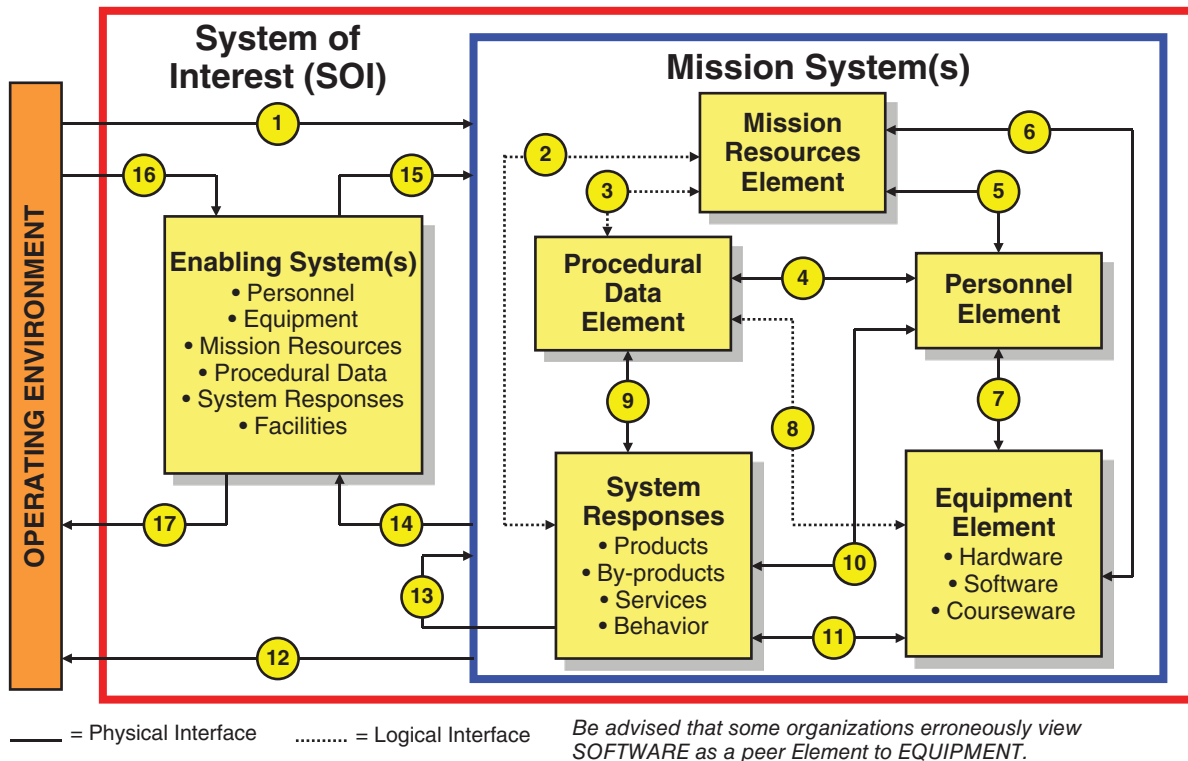 System of
Interest (SOI)
Mission System(s)
OPERATING ENVIRONMENT
1
16
15
Enabling System(s)
• Personnel
• Equipment
• Mission Resources
• Procedural Data
• System Responses
• Facilities
17
14
13
12
Mission
Resources
Element
2
3
6
5
Procedural
Data
Element
4
Personnel
Element
9
8
7
System
Responses
• Products
• By-products
• Services
• Behavior
10
11
Equipment
Element
• Hardware
• Software
• Courseware
= Physical Interface
= Logical Interface
Be advised that some organizations erroneously view
SOFTWARE as a peer Element to EQUIPMENT.